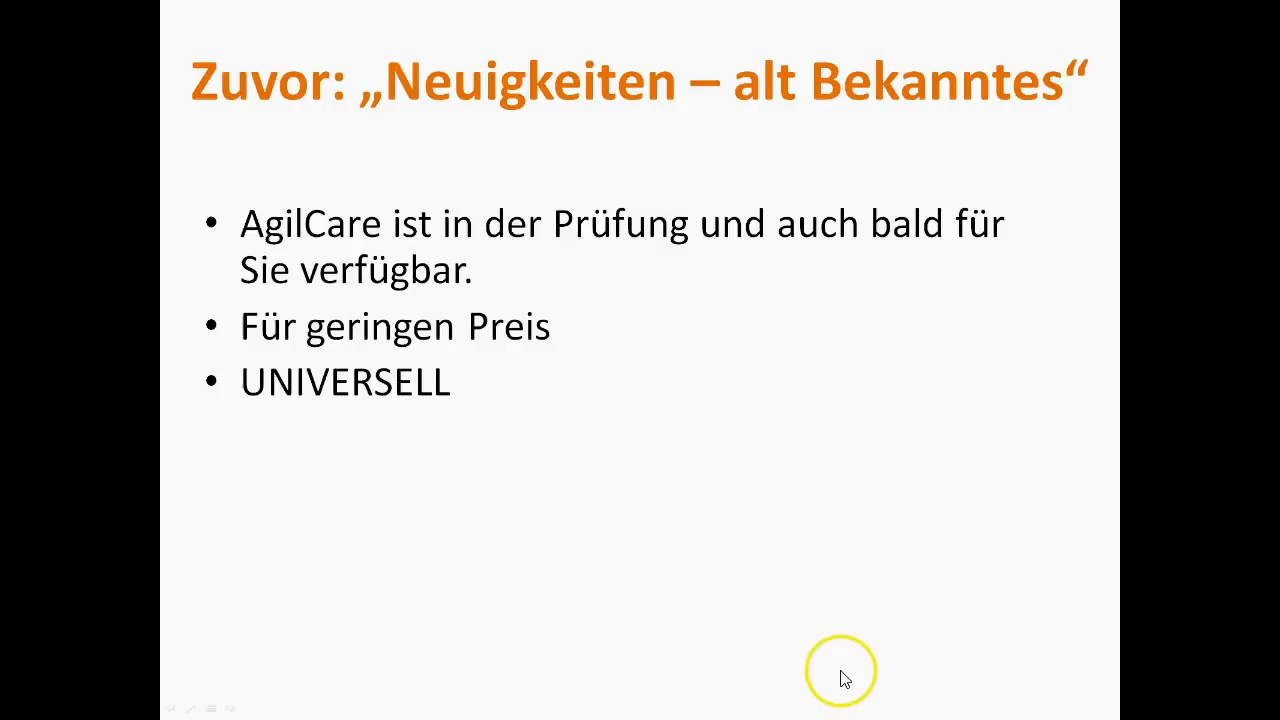 Zuvor: „Neuigkeiten – alt Bekanntes“
• AgilCare ist in der Prüfung und auch bald für
Sie verfügbar.
• Für geringen Preis
• UNIVERSELL